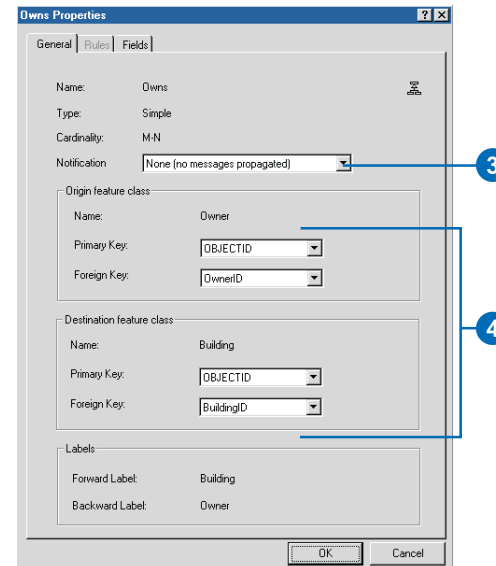 Owns Properties
General Rules Fields
Name: Owns
Type: Simple
Cardinality: M-N
Notification None (no messages propagated)
3
Origin feature class
Name: Owner
Primary Key: OBJECTID
Foreign Key: OwnerID
4
Destination feature class
Name: Building
Primary Key: OBJECTID
Foreign Key: BuildingID
Labels
Forward Label: Building
Backward Label: Owner
OK Cancel